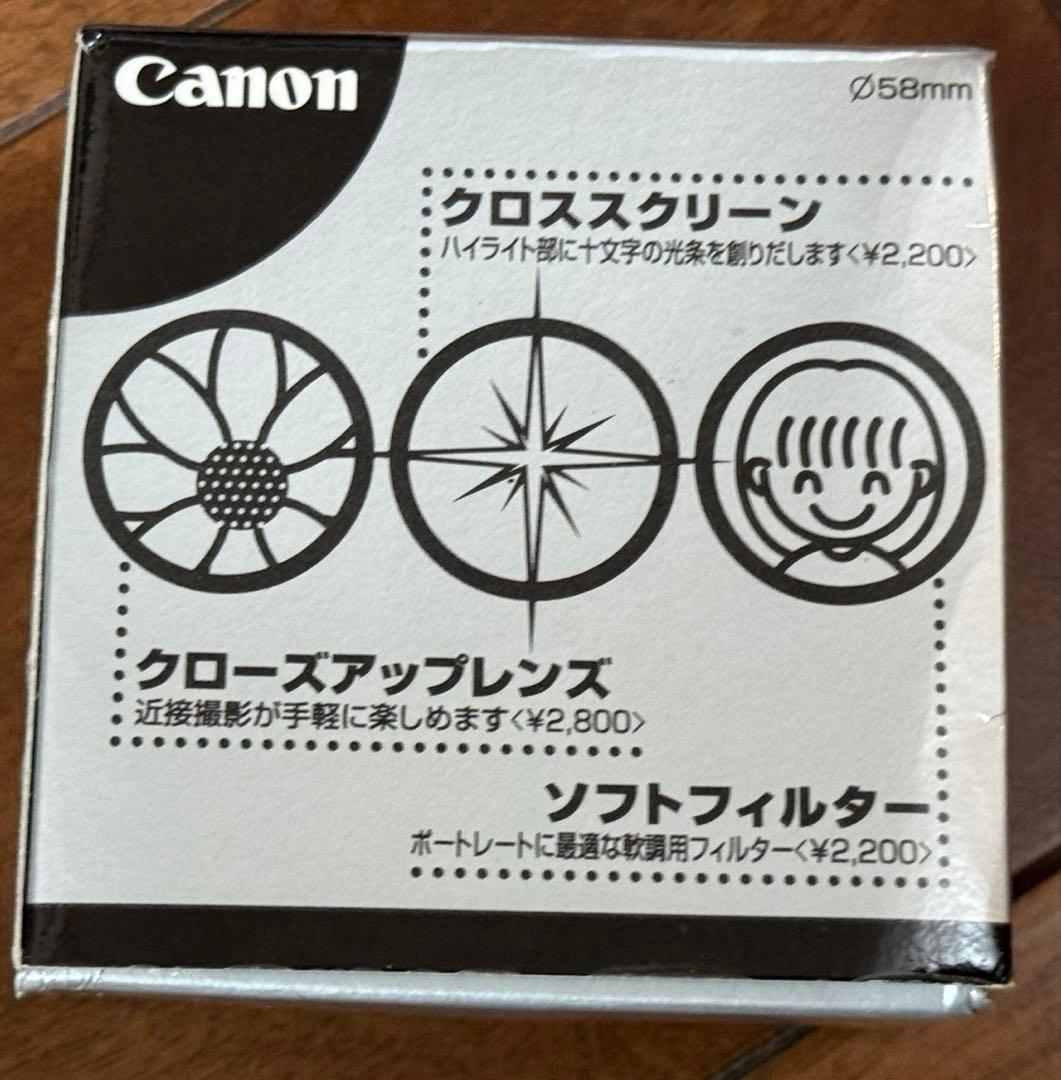 Canon
Ø58mm
クロススクリーン
ハイライト部に十文字の光条を創りだします〈¥2,200〉
クローズアップレンズ
近接撮影が手軽に楽しめます〈¥2,800〉
ソフトフィルター
ポートレートに最適な軟調用フィルター〈¥2,200〉